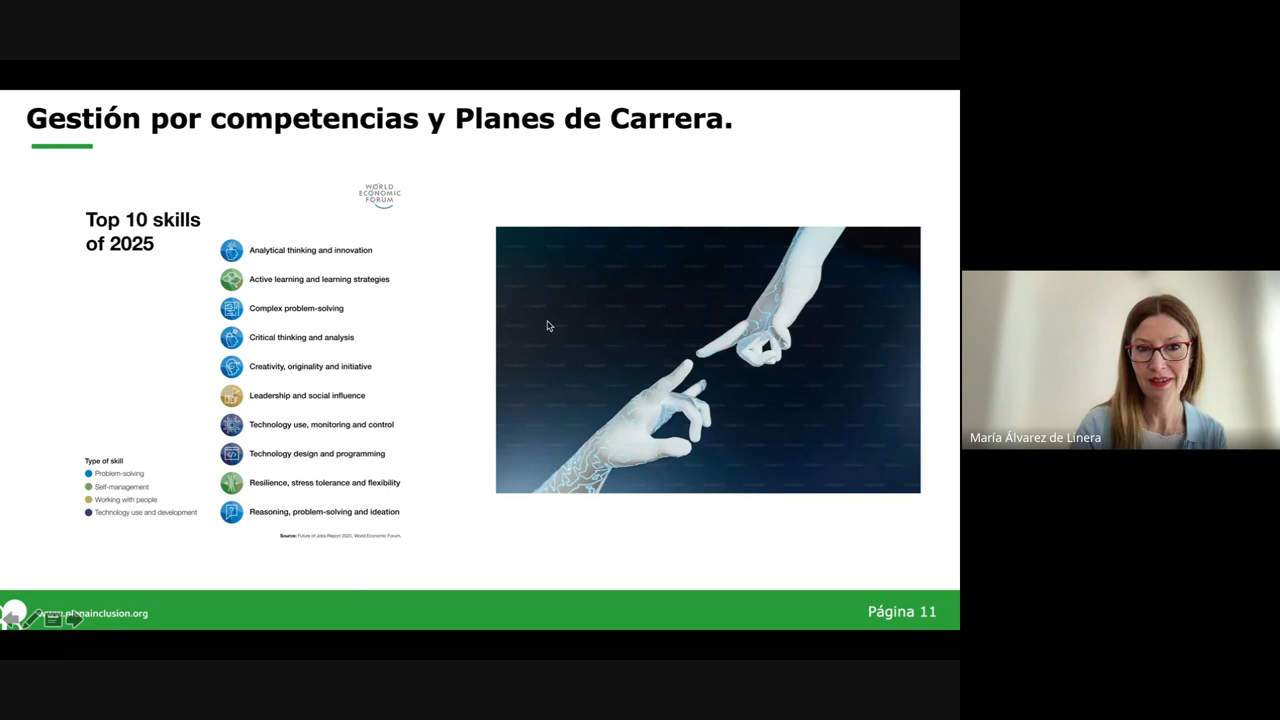 Gestión por competencias y Planes de Carrera.
WORLD
ECONOMIC
FORUM
Top 10 skills
of 2025
Analytical thinking and innovation
Active learning and learning strategies
Complex problem-solving
Critical thinking and analysis
Creativity, originality and initiative
Leadership and social influence
Technology use, monitoring and control
Technology design and programming
Resilience, stress tolerance and flexibility
Reasoning, problem-solving and ideation
Type of skill
Problem-solving
Self-management
Working with people
Technology use and development
Source: Future of Jobs Report 2020, World Economic Forum.
María Álvarez de Linera
www.plenainclusion.org
Página 11